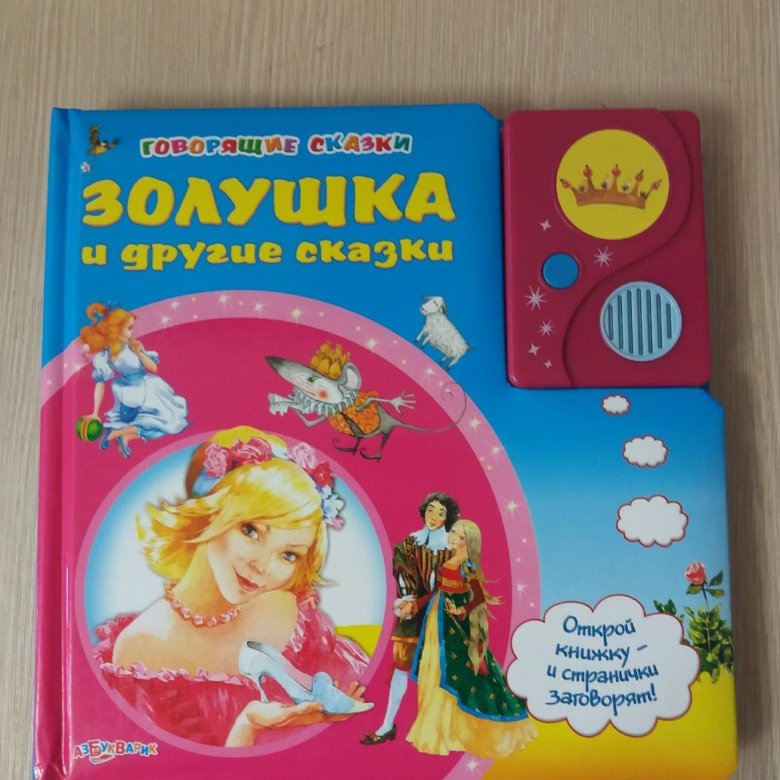 ГОВОРЯЩИЕ СКАЗКИ
ЗОЛУШКА
и другие сказки
Открой
книжку –
и странички
заговорят!
АЗБУКВАРИК